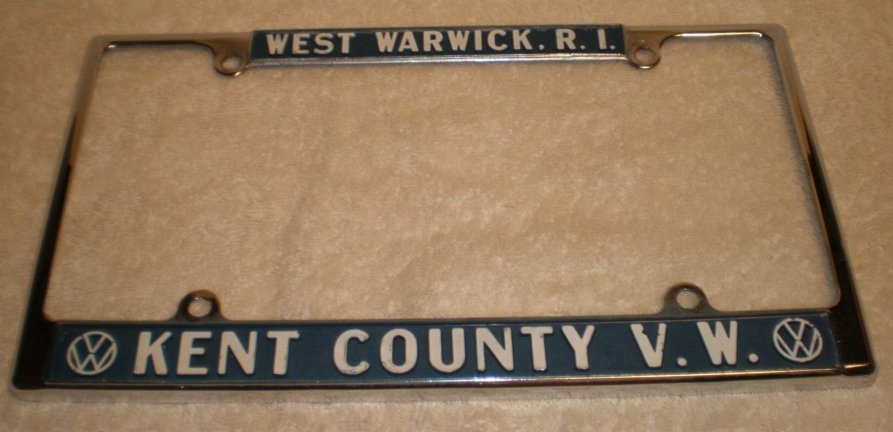 WEST WARWICK, R. I.
KENT COUNTY V. W.